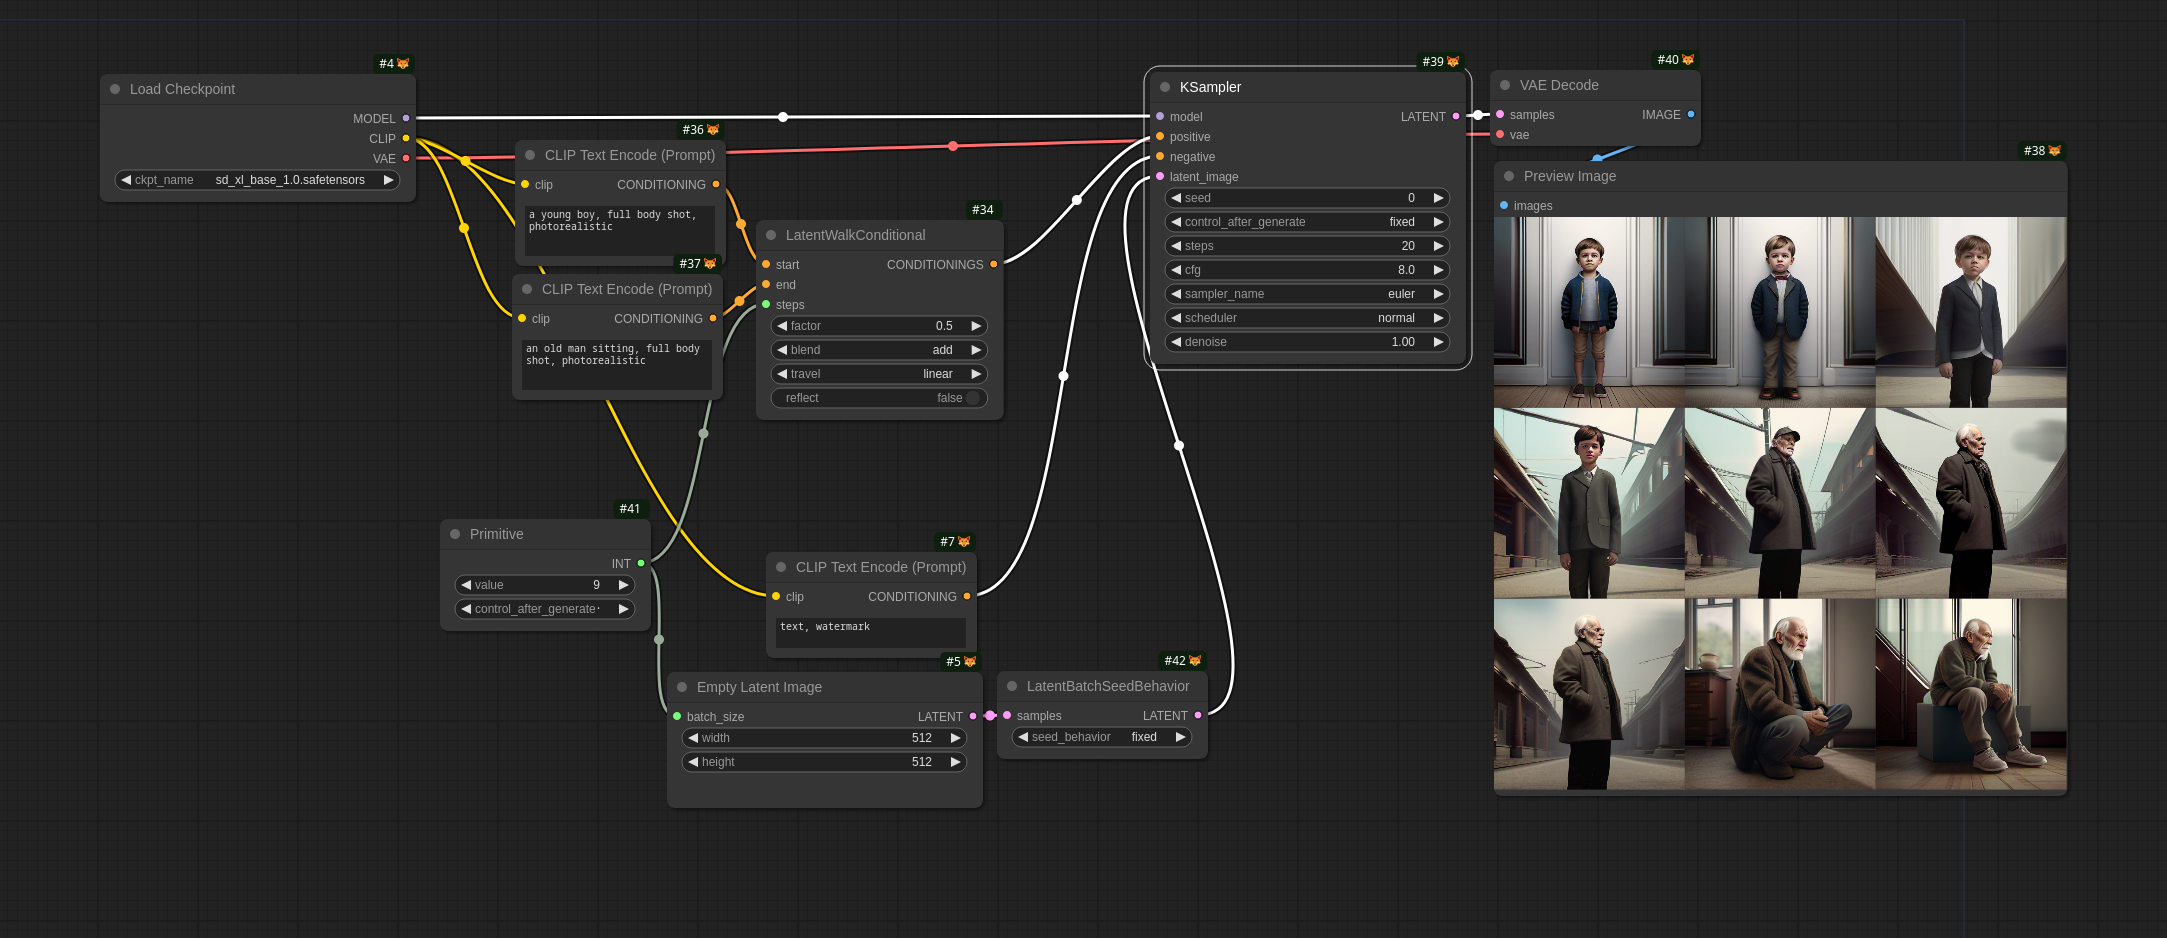 #4
Load Checkpoint
MODEL
CLIP
VAE
ckpt_name sd_xl_base_1.0.safetensors
#36
CLIP Text Encode (Prompt)
clip CONDITIONING
a young boy, full body shot,
photorealistic
#37
CLIP Text Encode (Prompt)
clip CONDITIONING
an old man sitting, full body
shot, photorealistic
#34
LatentWalkConditional
start CONDITIONINGS
end
steps
factor 0.5
blend add
travel linear
reflect false
#41
Primitive
INT
value 9
control_after_generate
#7
CLIP Text Encode (Prompt)
clip CONDITIONING
text, watermark
#5
Empty Latent Image
batch_size LATENT
width 512
height 512
#42
LatentBatchSeedBehavior
samples LATENT
seed_behavior fixed
#39
KSampler
model LATENT
positive
negative
latent_image
seed 0
control_after_generate fixed
steps 20
cfg 8.0
sampler_name euler
scheduler normal
denoise 1.00
#40
VAE Decode
samples IMAGE
vae
#38
Preview Image
images